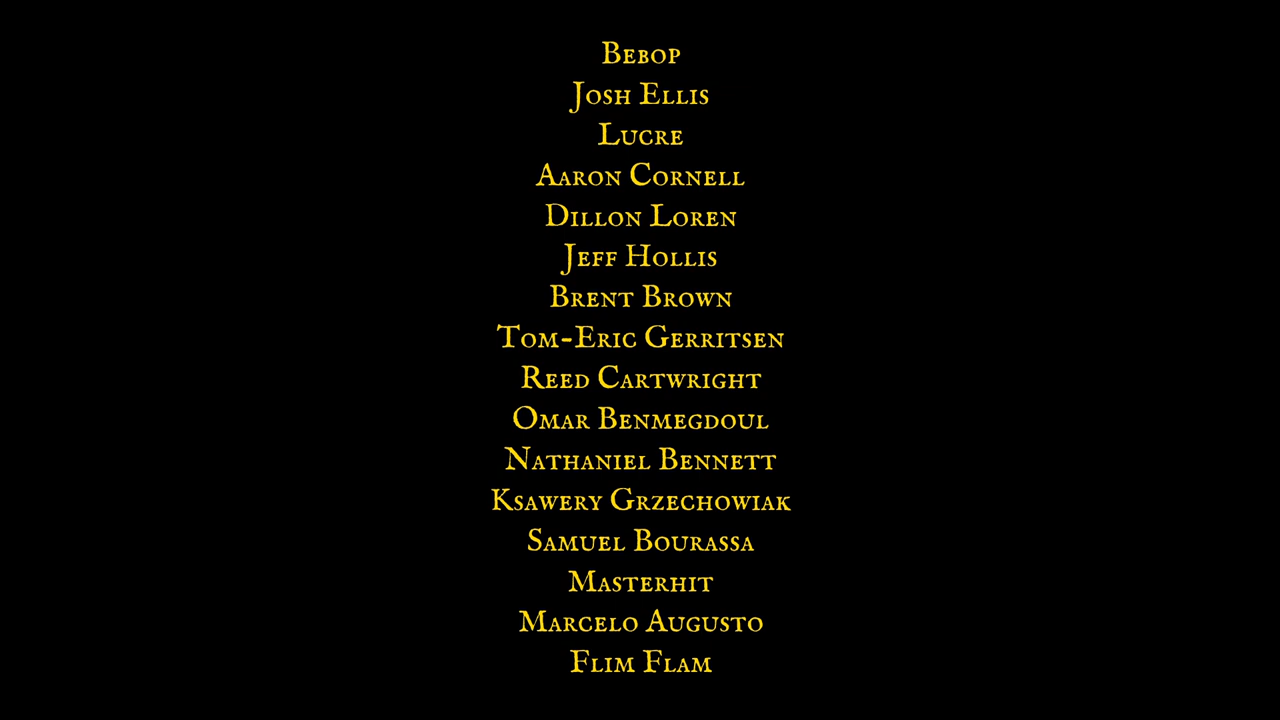 Bebop
Josh Ellis
Lucre
Aaron Cornell
Dillon Loren
Jeff Hollis
Brent Brown
Tom-Eric Gerritsen
Reed Cartwright
Omar Benmegdoul
Nathaniel Bennett
Ksawery Grzechowiak
Samuel Bourassa
Masterhit
Marcelo Augusto
Flim Flam